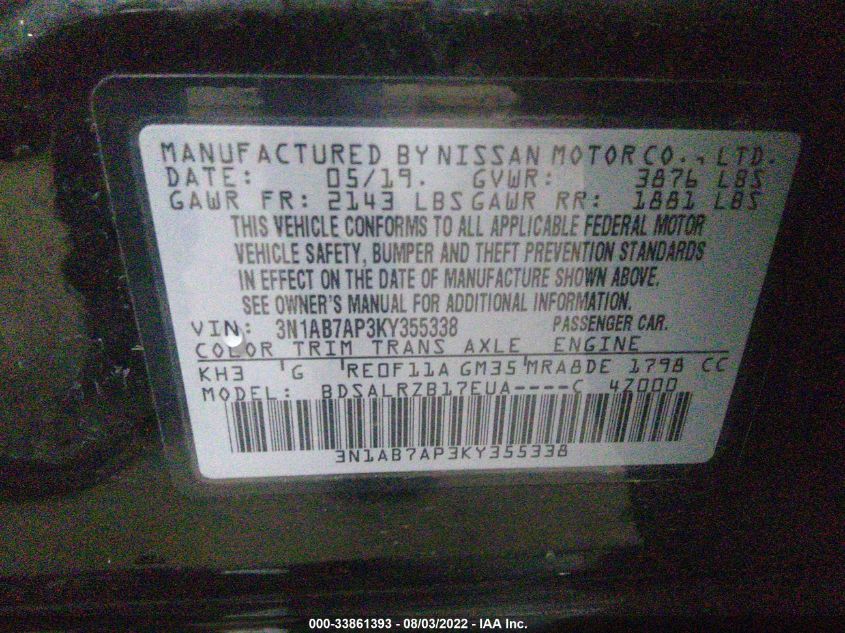 MANUFACTURED BY NISSAN MOTOR CO., LTD.
DATE: 05/19. GVWR: 3876 LBS
GAWR FR: 2143 LBS GAWR RR: 1881 LBS
THIS VEHICLE CONFORMS TO ALL APPLICABLE FEDERAL MOTOR
VEHICLE SAFETY, BUMPER AND THEFT PREVENTION STANDARDS
IN EFFECT ON THE DATE OF MANUFACTURE SHOWN ABOVE.
SEE OWNER'S MANUAL FOR ADDITIONAL INFORMATION.
VIN: 3N1AB7AP3KY355338 PASSENGER CAR.
COLOR TRIM TRANS AXLE ENGINE
KH3 G RE0F11A GM35 MRA8DE 1798 CC
MODEL: BDSALRZB17EUA----C 4Z000
3N1AB7AP3KY355338
000-33861393 - 08/03/2022 - IAA Inc.